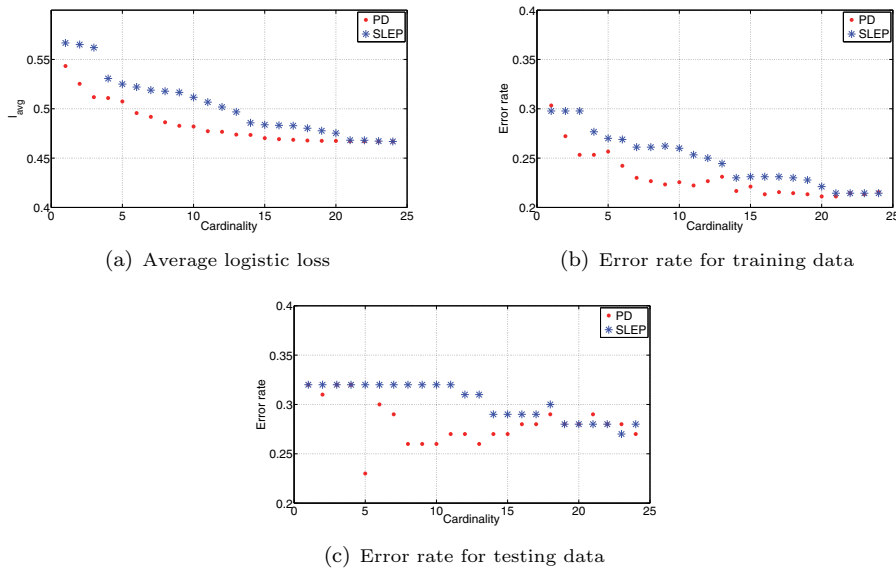 PD
SLEP
0.55
0.5
0.45
0.4
l_avg
0 5 10 15 20 25
Cardinality
(a) Average logistic loss
PD
SLEP
0.4
0.35
0.3
0.25
0.2
Error rate
0 5 10 15 20 25
Cardinality
(b) Error rate for training data
PD
SLEP
0.4
0.35
0.3
0.25
0.2
Error rate
0 5 10 15 20 25
Cardinality
(c) Error rate for testing data